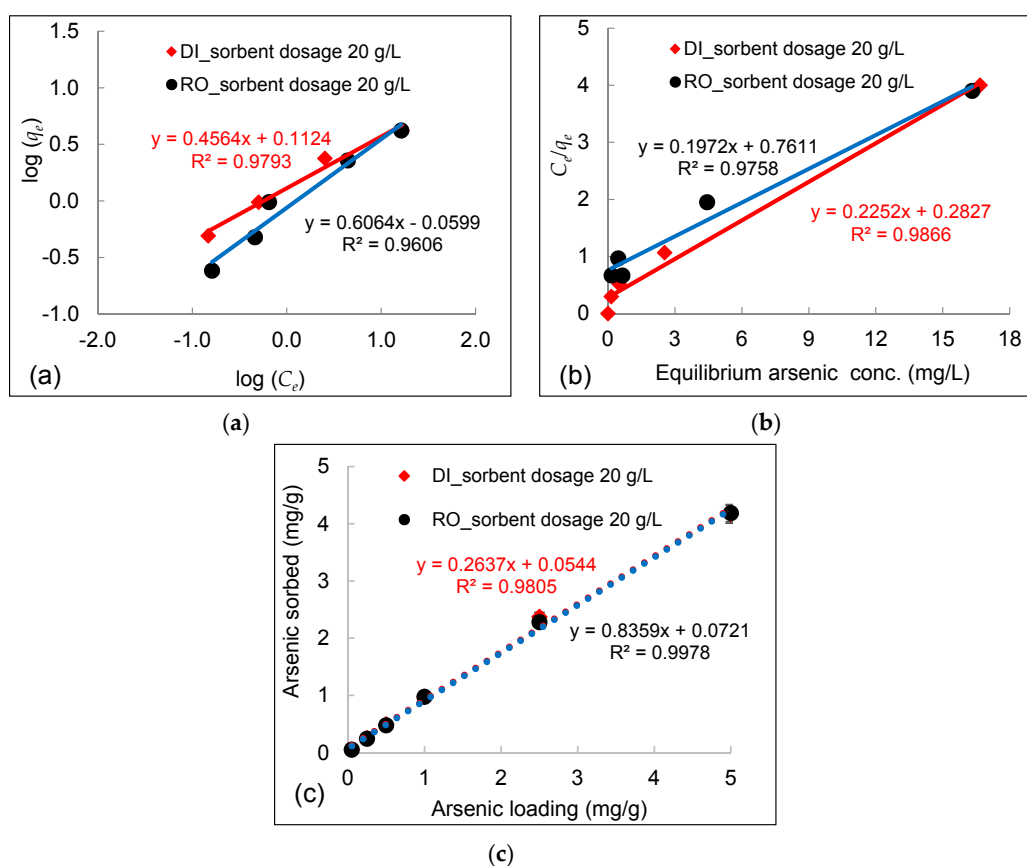 1.5
1.0
0.5
0.0
-0.5
-1.0
log (qe)
DI_sorbent dosage 20 g/L
RO_sorbent dosage 20 g/L
y = 0.4564x + 0.1124
R² = 0.9793
y = 0.6064x - 0.0599
R² = 0.9606
-2.0 -1.0 0.0 1.0 2.0
(a) log (Ce)
5
4
3
2
1
0
Ce/qe
DI_sorbent dosage 20 g/L
RO_sorbent dosage 20 g/L
y = 0.1972x + 0.7611
R² = 0.9758
y = 0.2252x + 0.2827
R² = 0.9866
0 3 6 9 12 15 18
(b) Equilibrium arsenic conc. (mg/L)
(a)
(b)
5
4
3
2
1
0
Arsenic sorbed (mg/g)
DI_sorbent dosage 20 g/L
RO_sorbent dosage 20 g/L
y = 0.2637x + 0.0544
R² = 0.9805
y = 0.8359x + 0.0721
R² = 0.9978
0 1 2 3 4 5
(c) Arsenic loading (mg/g)
(c)